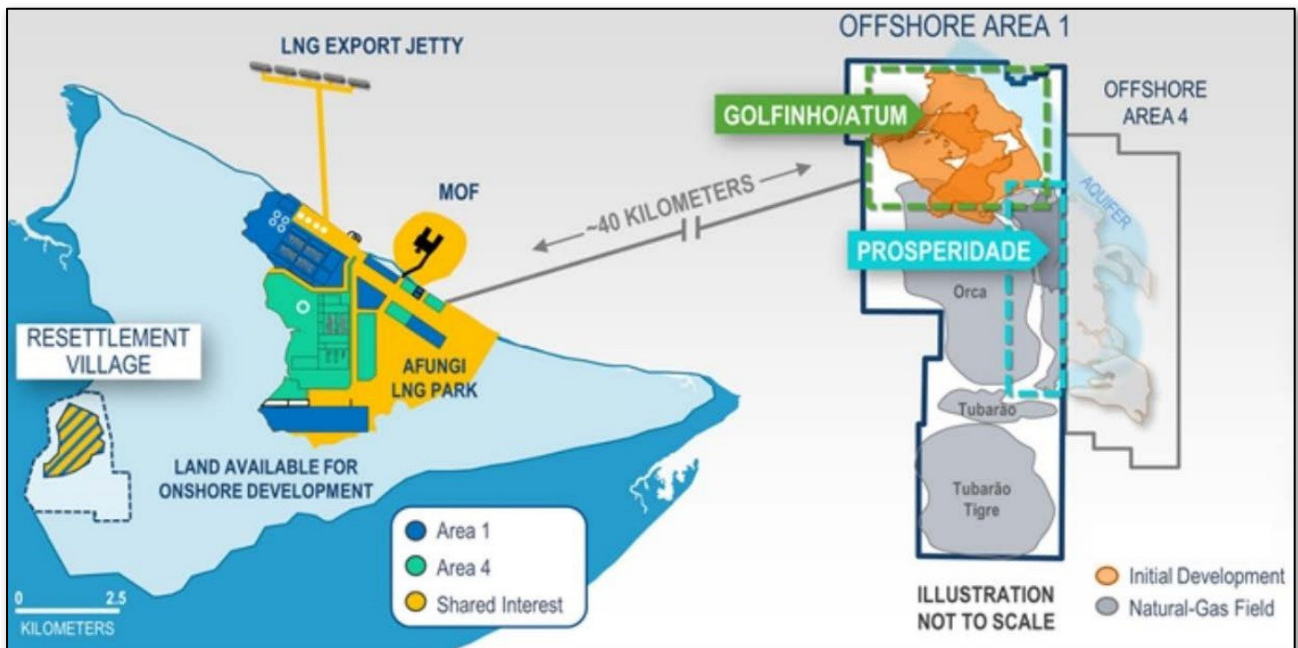 LNG EXPORT JETTY
MOF
~40 KILOMETERS
RESETTLEMENT
VILLAGE
AFUNGI
LNG PARK
LAND AVAILABLE FOR
ONSHORE DEVELOPMENT
Area 1
Area 4
Shared Interest
0 2.5
KILOMETERS
OFFSHORE AREA 1
GOLFINHO/ATUM
OFFSHORE
AREA 4
AQUIFER
PROSPERIDADE
Orca
Tubarão
Tubarão
Tigre
ILLUSTRATION
NOT TO SCALE
Initial Development
Natural-Gas Field